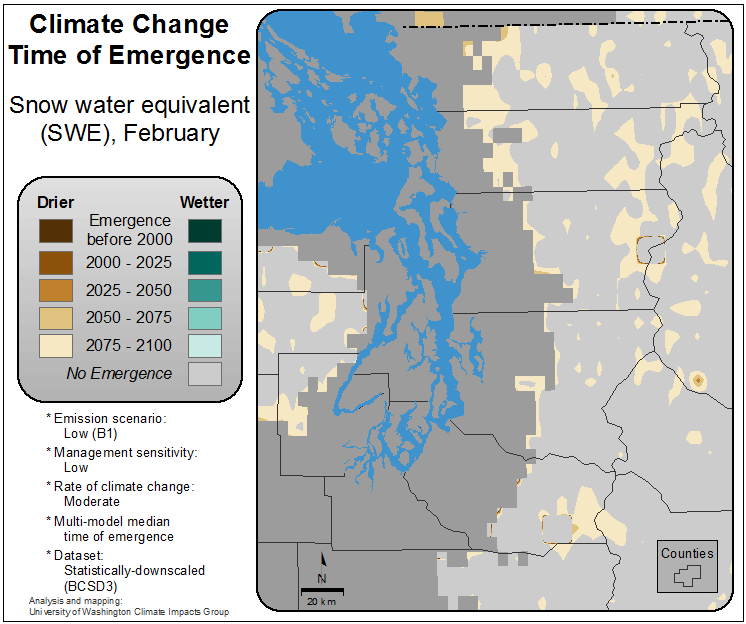 Climate Change
Time of Emergence
Snow water equivalent
(SWE), February
Drier
Wetter
Emergence
before 2000
2000 - 2025
2025 - 2050
2050 - 2075
2075 - 2100
No Emergence
* Emission scenario:
Low (B1)
* Management sensitivity:
Low
* Rate of climate change:
Moderate
* Multi-model median
time of emergence
* Dataset:
Statistically-downscaled
(BCSD3)
Analysis and mapping:
University of Washington Climate Impacts Group
N
20 km
Counties